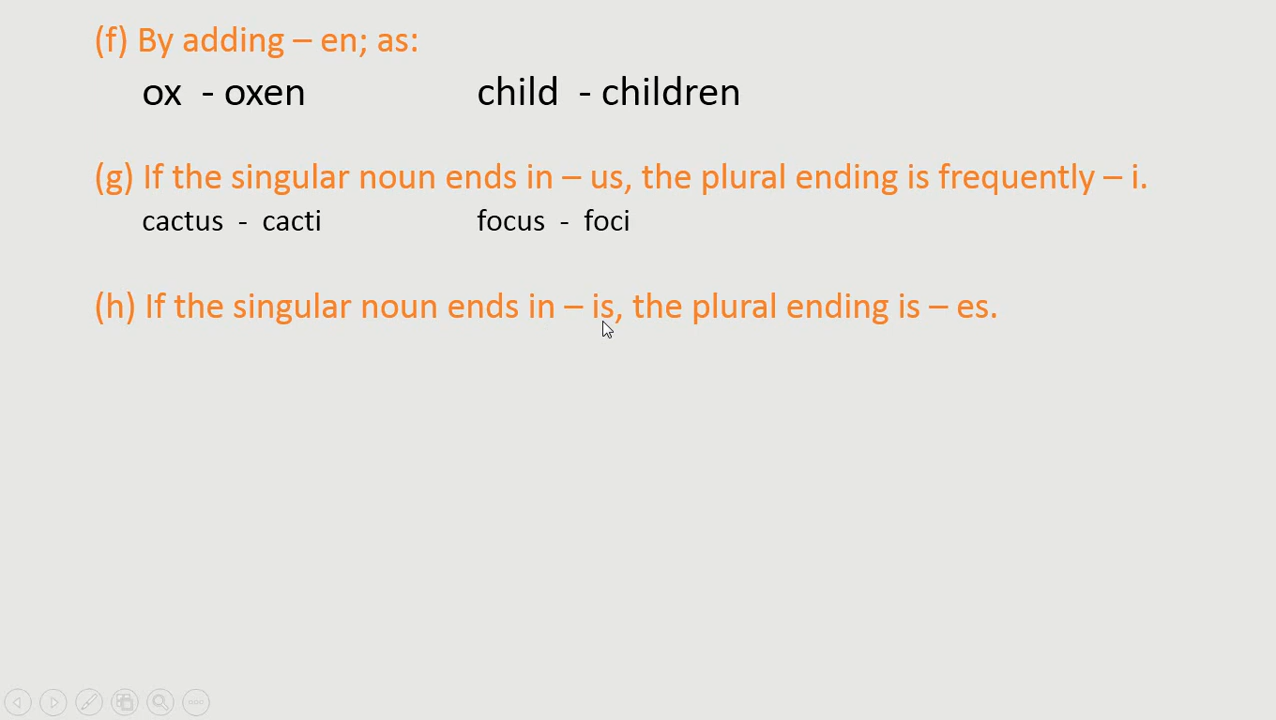 (f) By adding – en; as:
ox - oxen child - children
(g) If the singular noun ends in – us, the plural ending is frequently – i.
cactus - cacti focus - foci
(h) If the singular noun ends in – is, the plural ending is – es.